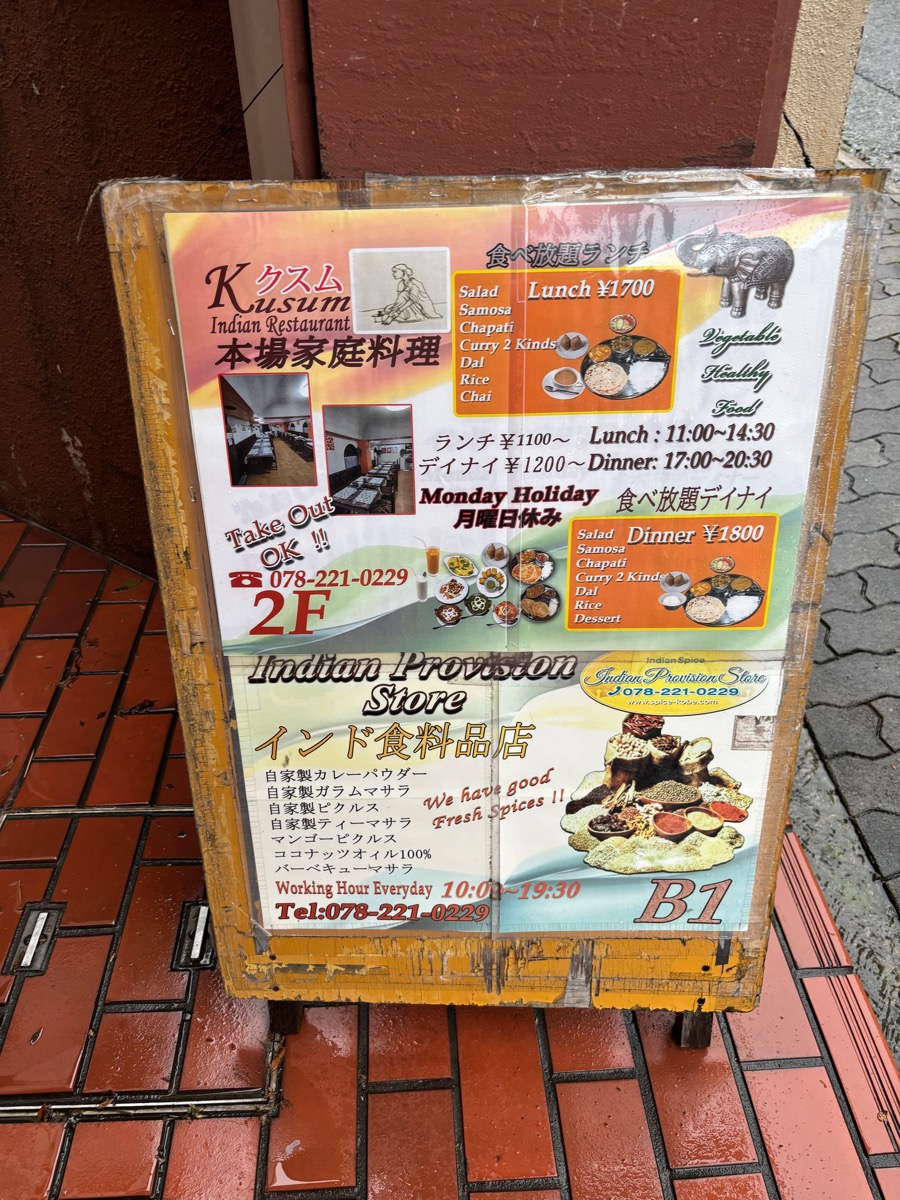 クスム
Kusum
Indian Restaurant
本場家庭料理
食べ放題ランチ
Lunch ¥1700
Salad
Samosa
Chapati
Curry 2 Kinds
Dal
Rice
Chai
Vegetable
Healthy
Food
ランチ¥1100～
デイナイ¥1200～
Lunch : 11:00~14:30
Dinner: 17:00~20:30
Monday Holiday
月曜日休み
食べ放題デイナイ
Dinner ¥1800
Salad
Samosa
Chapati
Curry 2 Kinds
Dal
Rice
Dessert
Take Out
OK !!
☎ 078-221-0229
2F
Indian Provision
Store
Indian Spice
Indian Provision Store
078-221-0229
www.spice-kobe.com
インド食料品店
自家製カレーパウダー
自家製ガラムマサラ
自家製ピクルス
自家製ティーマサラ
マンゴーピクルス
ココナッツオィル100%
バーベキューマサラ
We have good
Fresh Spices !!
Working Hour Everyday 10:00~19:30
Tel:078-221-0229
B1